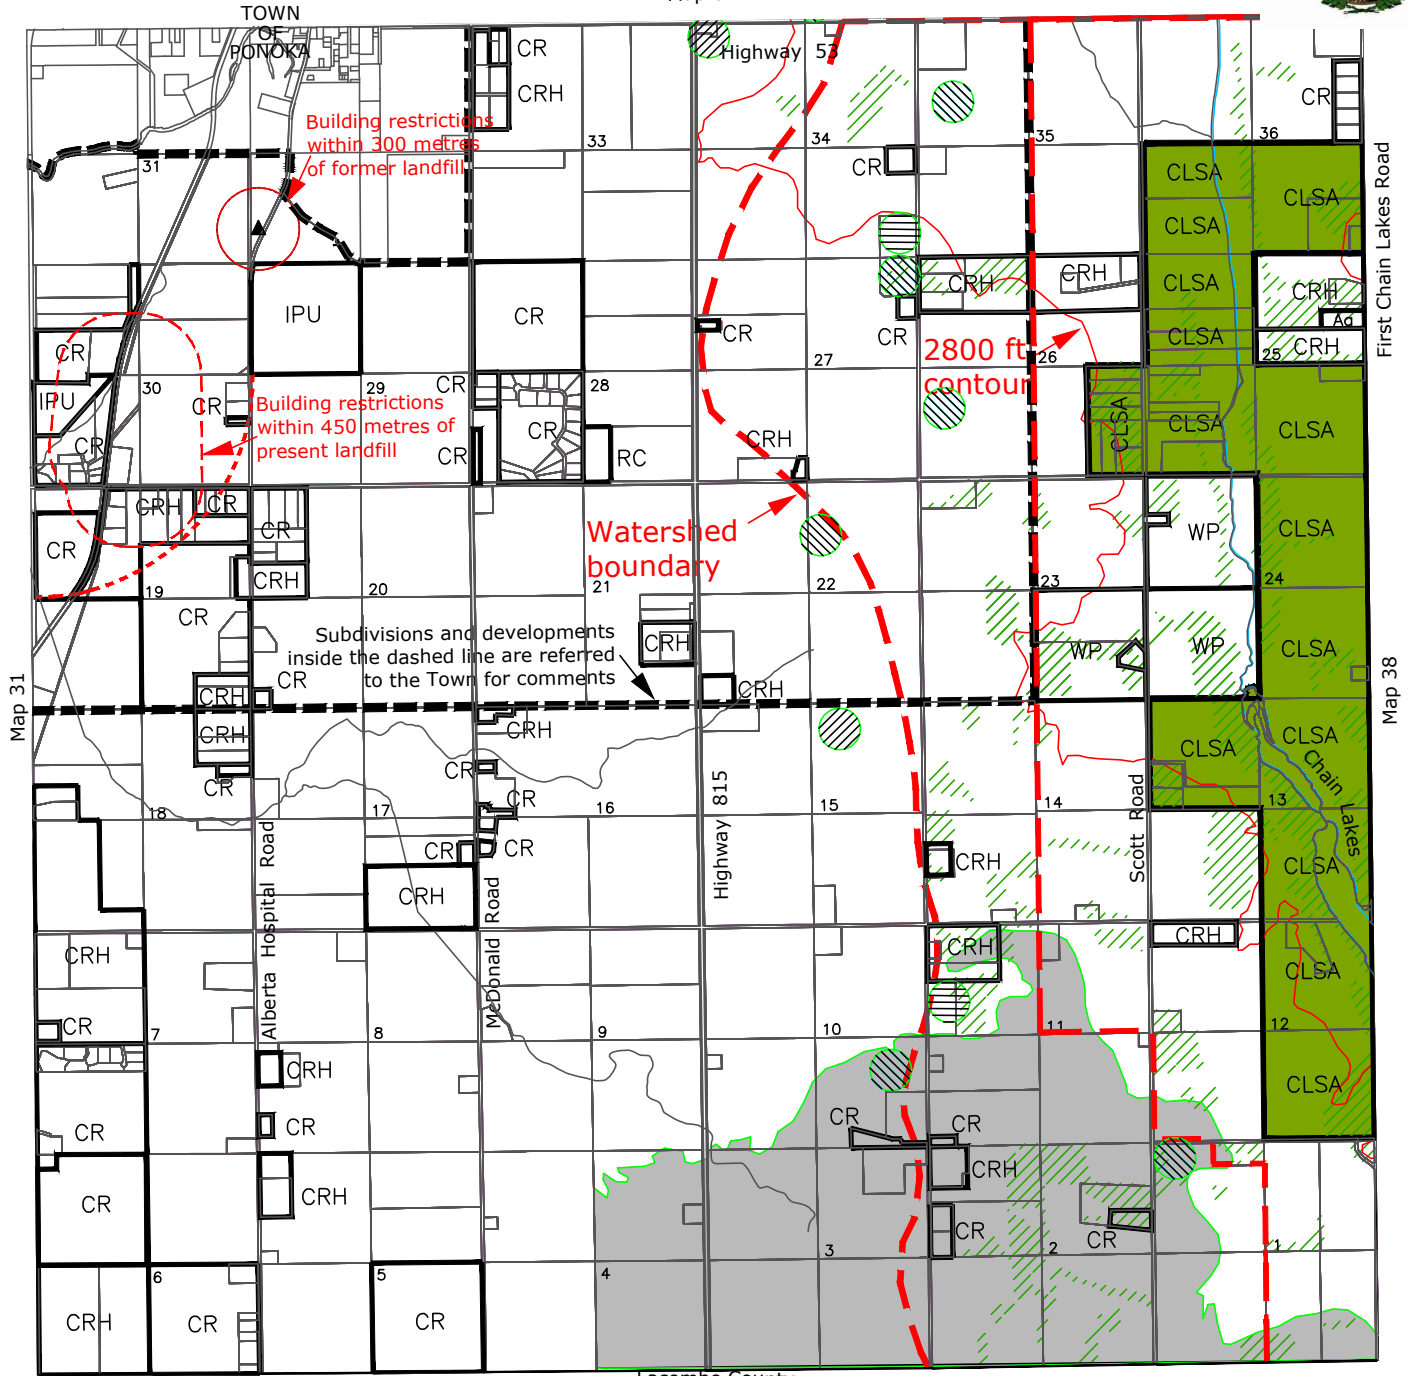 TOWN
OF
PONOKA
CR
CRH
Highway 53
CR
36
33
34
35
31
Building restrictions
within 300 metres
of former landfill
CR
CLSA
CLSA
CLSA
First Chain Lakes Road
IPU
CR
CR
CR
CRH
CRH
CLSA
CRH
Ag
CLSA
CRH
CR
27
2800 ft
contour
26
25
IPU
30
29
28
CR
CR
Building restrictions
within 450 metres of
present landfill
CR
CR
CR
RC
CRH
CLSA
CLSA
CLSA
CRH
CR
CR
CR
CRH
Watershed
boundary
WP
CLSA
19
20
21
22
23
24
CR
Subdivisions and developments
inside the dashed line are referred
to the Town for comments
CRH
CRH
CR
CRH
WP
WP
CLSA
Map 31
Map 38
CRH
CR
CRH
CR
CR
CR
CR
CRH
CLSA
CLSA
Chain Lakes
18
17
16
15
14
13
Highway 815
Scott Road
CR
CRH
CRH
CLSA
Alberta Hospital Road
McDonald Road
CRH
CR
CRH
CRH
CLSA
7
8
9
10
11
12
CRH
CR
CR
CR
CR
CLSA
CR
CRH
CRH
CR
CR
3
2
1
6
5
4
CRH
CR
CR
Lacombe County